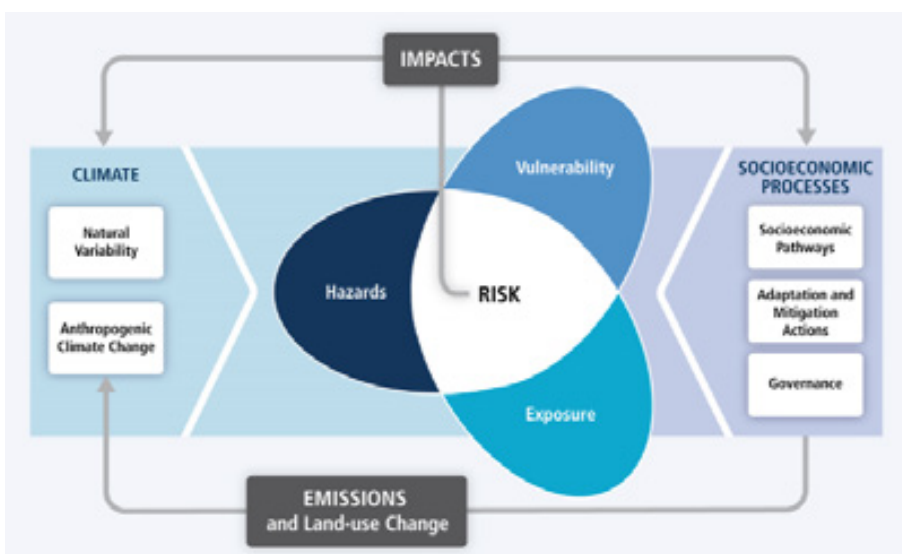 IMPACTS
CLIMATE
Natural
Variability
Anthropogenic
Climate Change
Vulnerability
Hazards
RISK
Exposure
SOCIOECONOMIC
PROCESSES
Socioeconomic
Pathways
Adaptation and
Mitigation
Actions
Governance
EMISSIONS
and Land-use Change